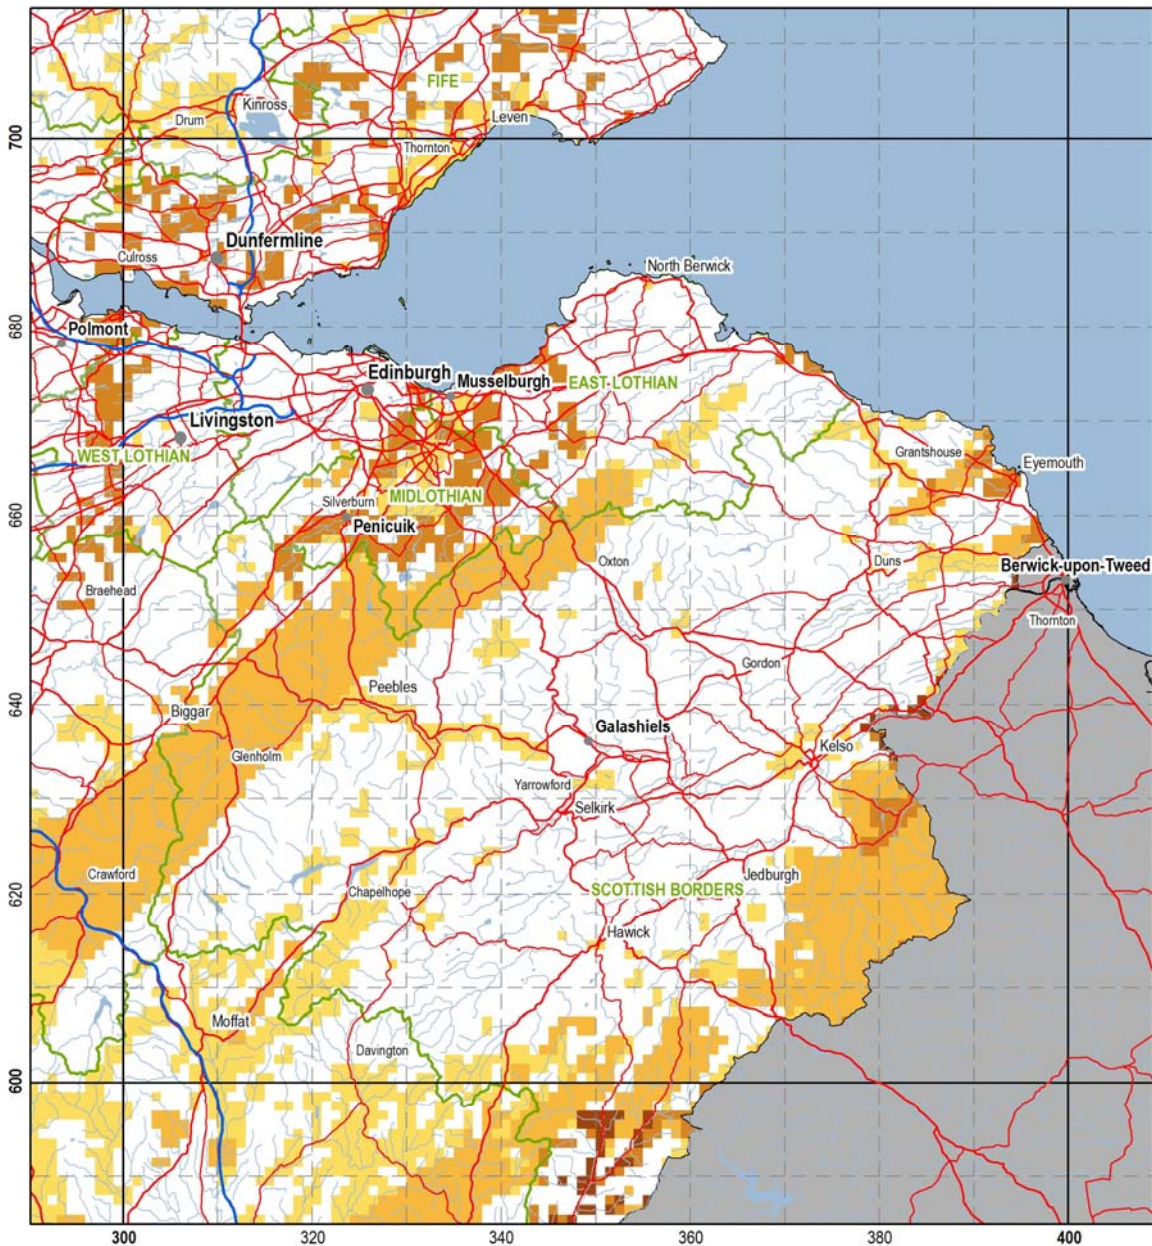 FIFE
Kinross
Drum
Leven
700
Thornton
Dunfermline
Culross
North Berwick
680
Polmont
Edinburgh
Musselburgh
EAST LOTHIAN
Livingston
WEST LOTHIAN
Grantshouse
Eyemouth
Silverburn
MIDLOTHIAN
660
Penicuik
Oxton
Duns
Berwick-upon-Tweed
Braehead
Thornton
Gordon
Peebles
640
Biggar
Galashiels
Kelso
Glenholm
Yarrowford
Selkirk
Crawford
Chapelhope
Jedburgh
620
SCOTTISH BORDERS
Hawick
Moffat
Davington
600
300 320 340 360 380 400